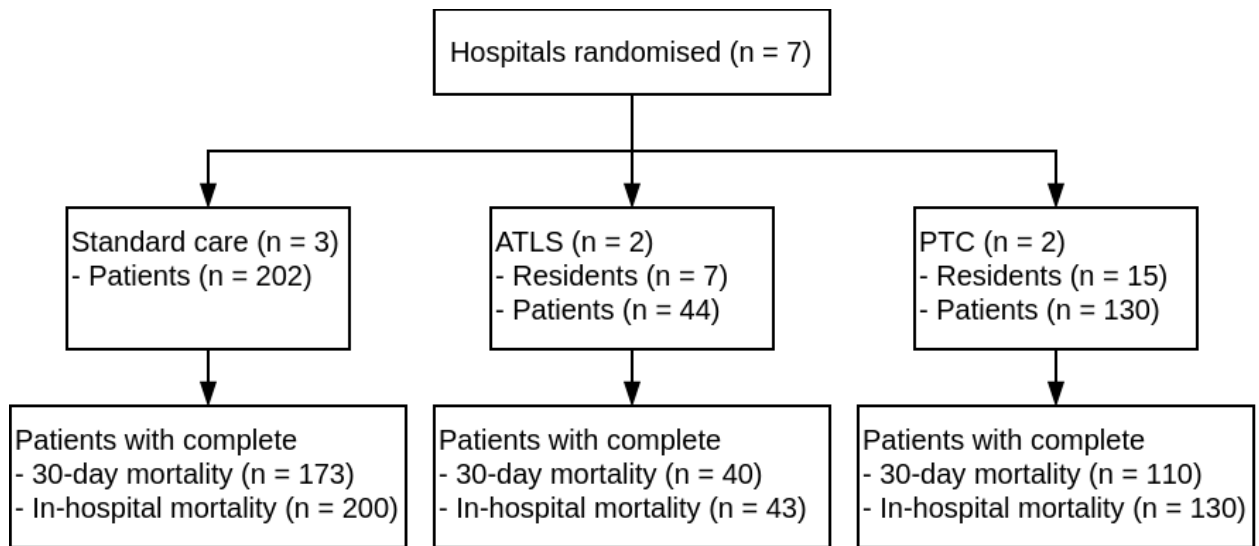 Hospitals randomised (n = 7)
Standard care (n = 3)
- Patients (n = 202)
ATLS (n = 2)
- Residents (n = 7)
- Patients (n = 44)
PTC (n = 2)
- Residents (n = 15)
- Patients (n = 130)
Patients with complete
- 30-day mortality (n = 173)
- In-hospital mortality (n = 200)
Patients with complete
- 30-day mortality (n = 40)
- In-hospital mortality (n = 43)
Patients with complete
- 30-day mortality (n = 110)
- In-hospital mortality (n = 130)